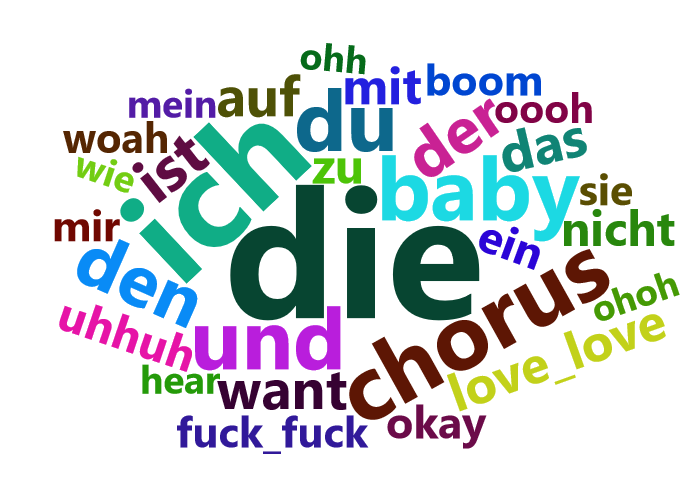 ohh
mit
boom
mein
auf
du
der
oooh
woah
ist
ich
zu
das
wie
baby
sie
mir
die
ein
nicht
den
chorus
ohoh
uhhuh
und
love_love
hear
want
okay
fuck_fuck